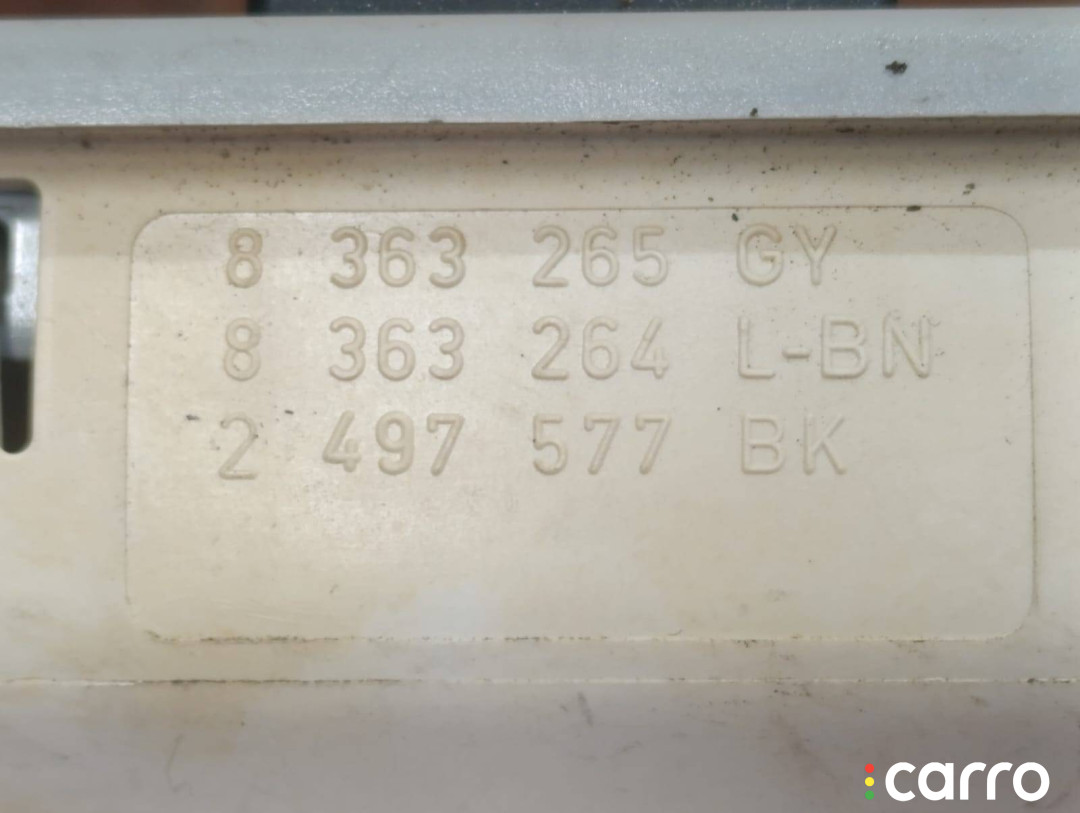 8 363 265 GY
8 363 264 L-BN
2 497 577 BK
carro